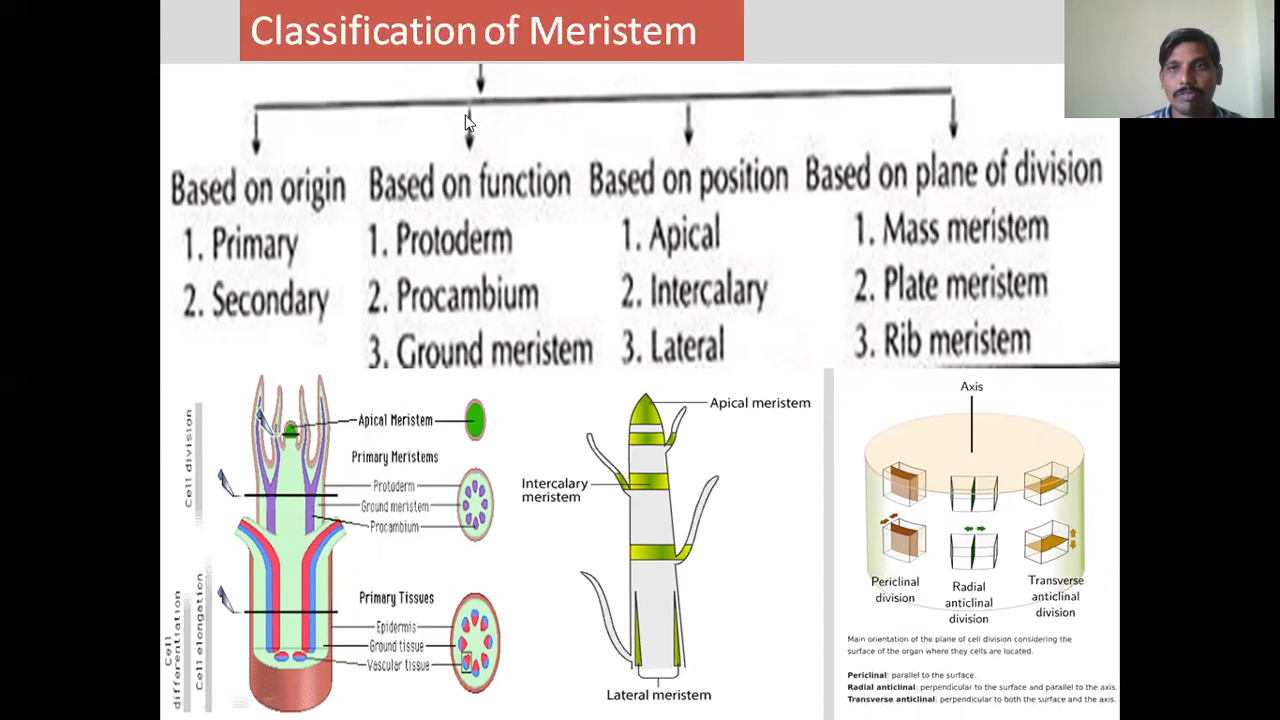 Classification of Meristem
Based on origin
1. Primary
2. Secondary
Based on function
1. Protoderm
2. Procambium
3. Ground meristem
Based on position
1. Apical
2. Intercalary
3. Lateral
Based on plane of division
1. Mass meristem
2. Plate meristem
3. Rib meristem
Cell division
Cell elongation
Cell
differentiation
Apical Meristem
Primary Meristems
Protoderm
Ground meristem
Procambium
Primary Tissues
Epidermis
Ground tissue
Vascular tissue
Apical meristem
Intercalary
meristem
Lateral meristem
Axis
Periclinal
division
Radial
anticlinal
division
Transverse
anticlinal
division
Main orientation of the plane of cell division considering the
surface of the organ where they cells are located.
Periclinal: parallel to the surface.
Radial anticlinal: perpendicular to the surface and parallel to the axis.
Transverse anticlinal: perpendicular to both the surface and the axis.